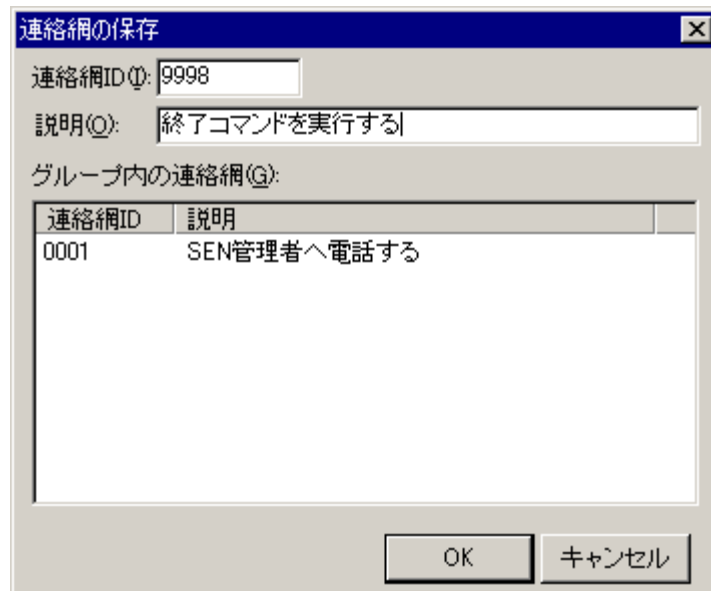 連絡網の保存
連絡網ID(I): 9998
説明(O): 終了コマンドを実行する
グループ内の連絡網(G):
連絡網ID 説明
0001 SEN管理者へ電話する
OK キャンセル